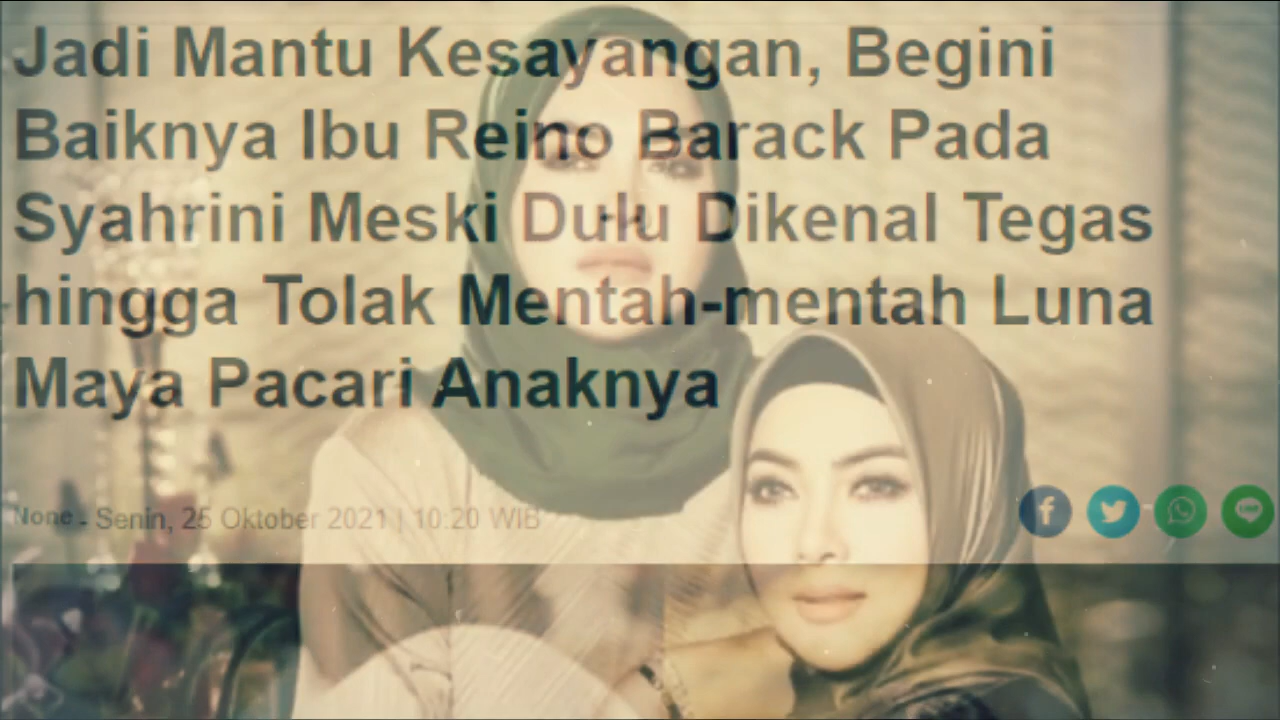 Jadi Mantu Kesayangan, Begini
Baiknya Ibu Reino Barack Pada
Syahrini Meski Dulu Dikenal Tegas
hingga Tolak Mentah-mentah Luna
Maya Pacari Anaknya
None - Senin, 25 Oktober 2021 | 10:20 WIB